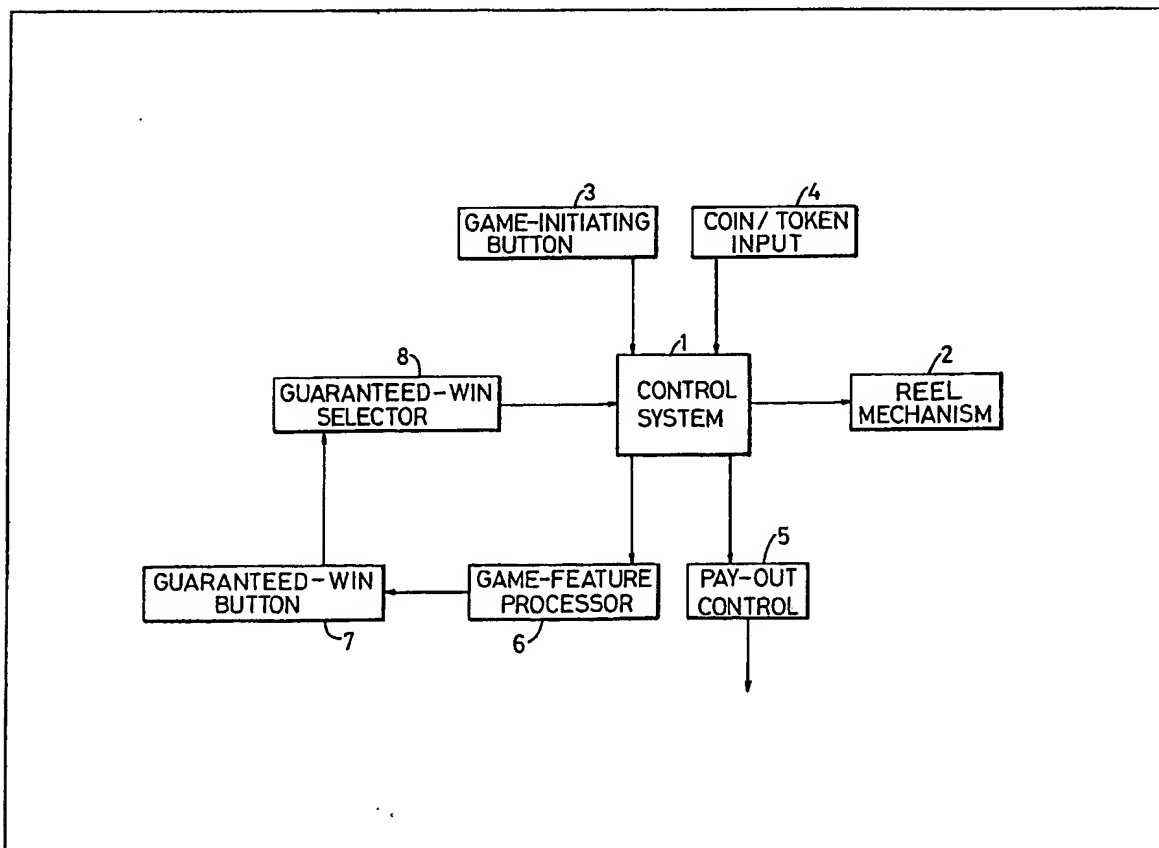 3
GAME-INITIATING
BUTTON
4
COIN/TOKEN
INPUT
1
CONTROL
SYSTEM
2
REEL
MECHANISM
8
GUARANTEED-WIN
SELECTOR
GUARANTEED-WIN
BUTTON
7
GAME-FEATURE
PROCESSOR
6
5
PAY-OUT
CONTROL